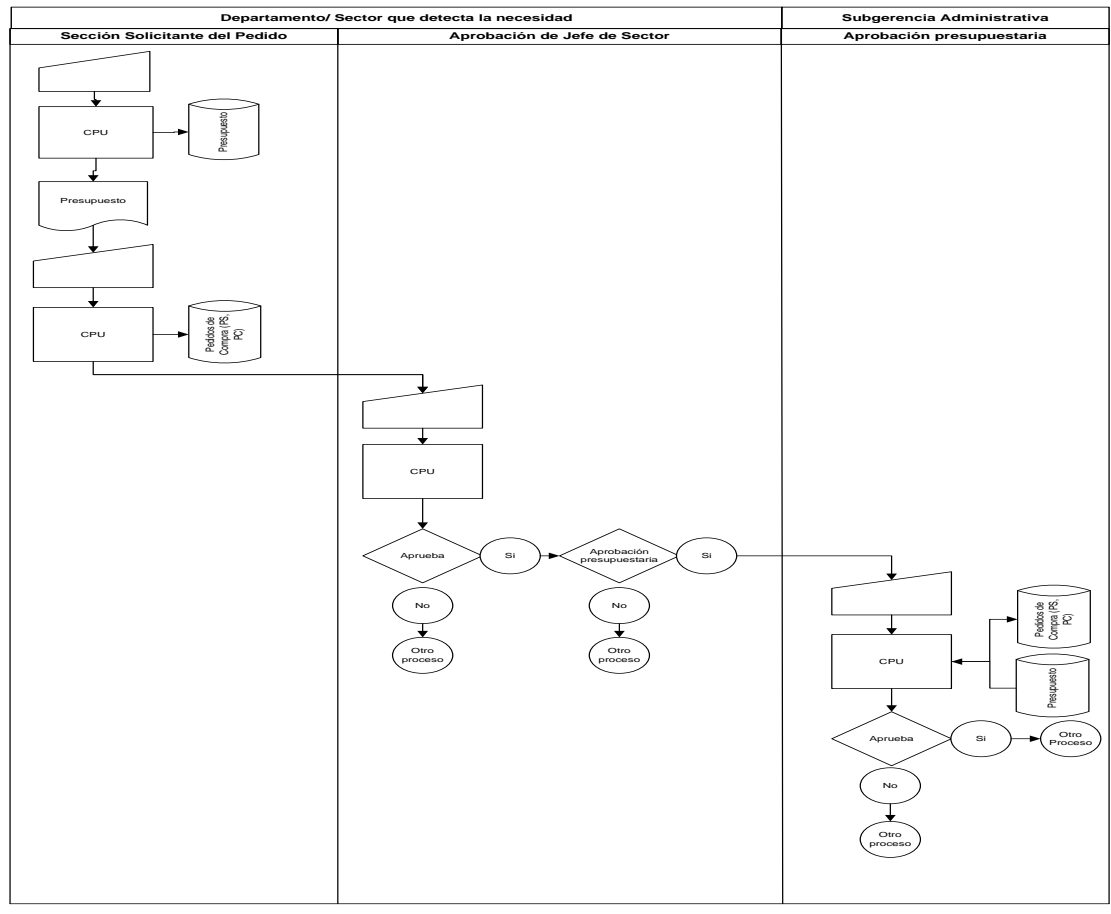 Departamento/ Sector que detecta la necesidad
Subgerencia Administrativa
Sección Solicitante del Pedido
Aprobación de Jefe de Sector
Aprobación presupuestaria
CPU
Presupuesto
Presupuesto
CPU
Pedidos de
Compra (PS,
PC)
CPU
Aprueba
Si
Aprobación
presupuestaria
Si
No
Otro
proceso
No
Otro
proceso
CPU
Pedidos de
Compra (PS,
PC)
Presupuesto
Aprueba
Si
Otro
Proceso
No
Otro
proceso